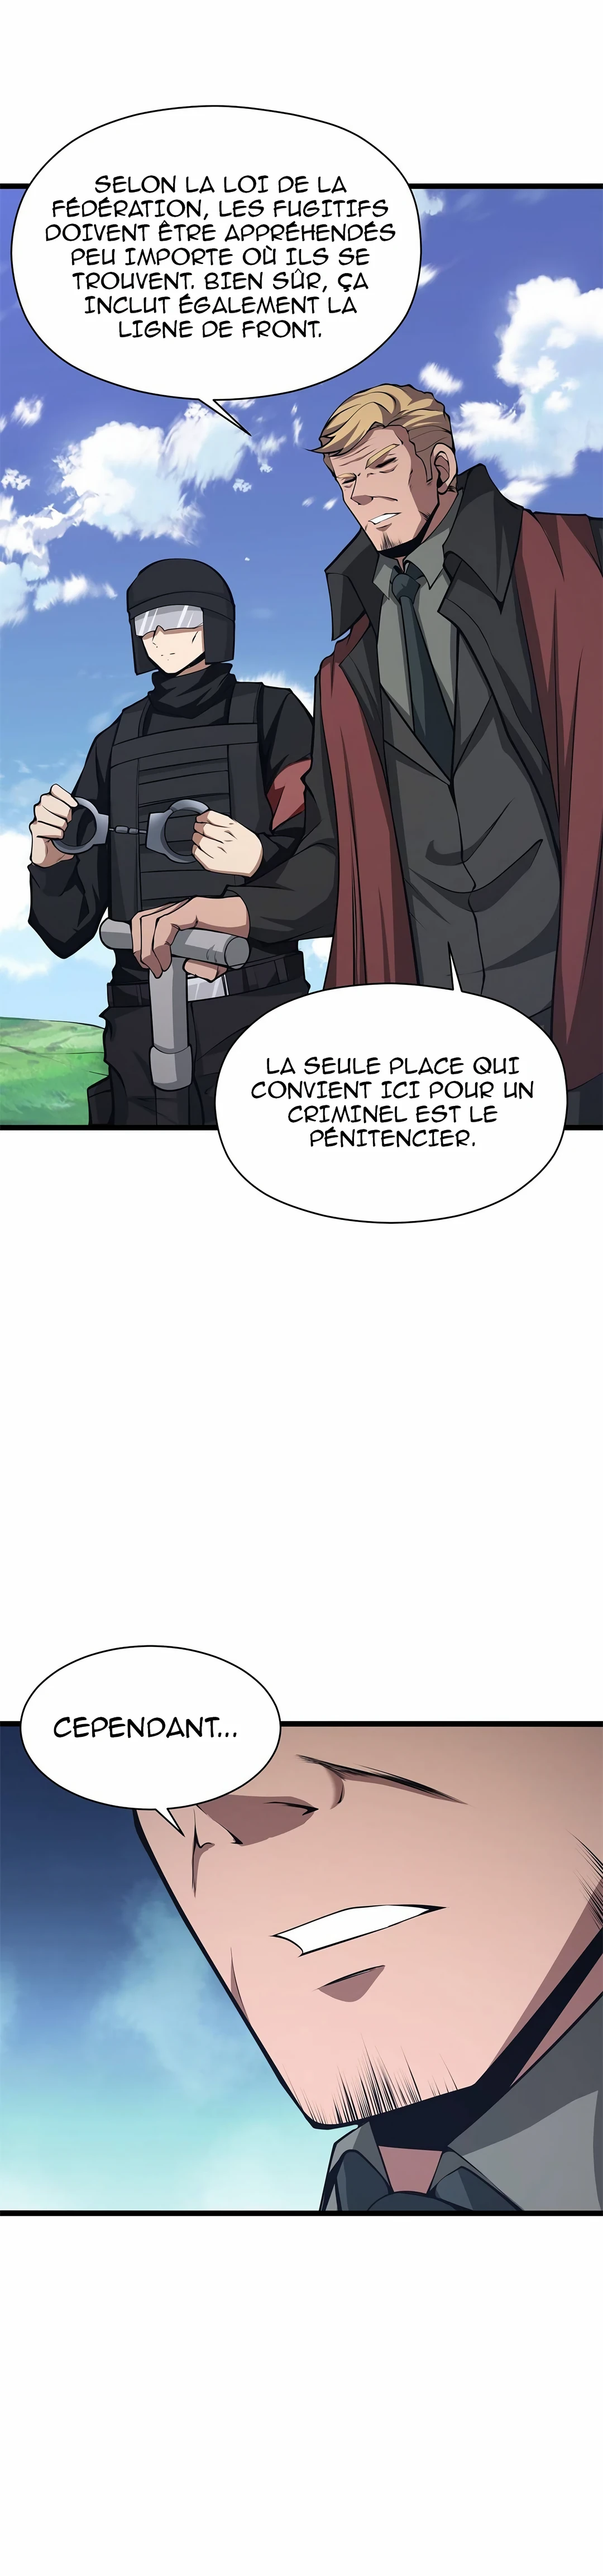 SELON LA LOI DE LA
FÉDÉRATION, LES FUGITIFS
DOIVENT ÊTRE APPRÉHENDÉS
PEU IMPORTE OÙ ILS SE
TROUVENT. BIEN SÛR, ÇA
INCLUT ÉGALEMENT LA
LIGNE DE FRONT.
LA SEULE PLACE QUI
CONVIENT ICI POUR UN
CRIMINEL EST LE
PÉNITENCIER.
CEPENDANT...